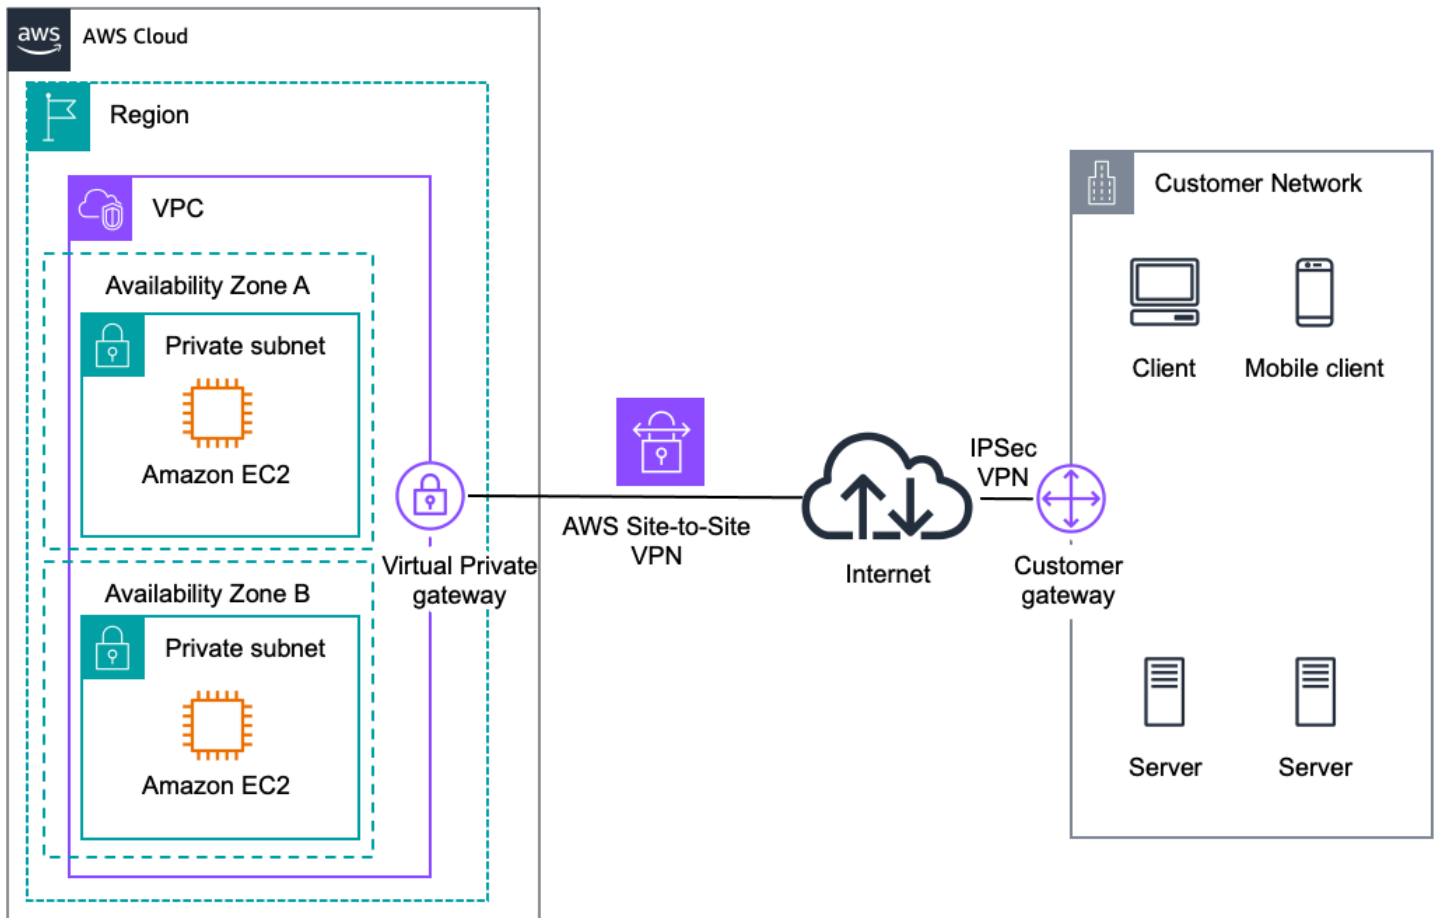 aws
AWS Cloud
Region
VPC
Availability Zone A
Private subnet
Amazon EC2
Virtual Private
gateway
Availability Zone B
Private subnet
Amazon EC2
AWS Site-to-Site
VPN
Internet
IPSec
VPN
Customer
gateway
Customer Network
Client
Mobile client
Server
Server